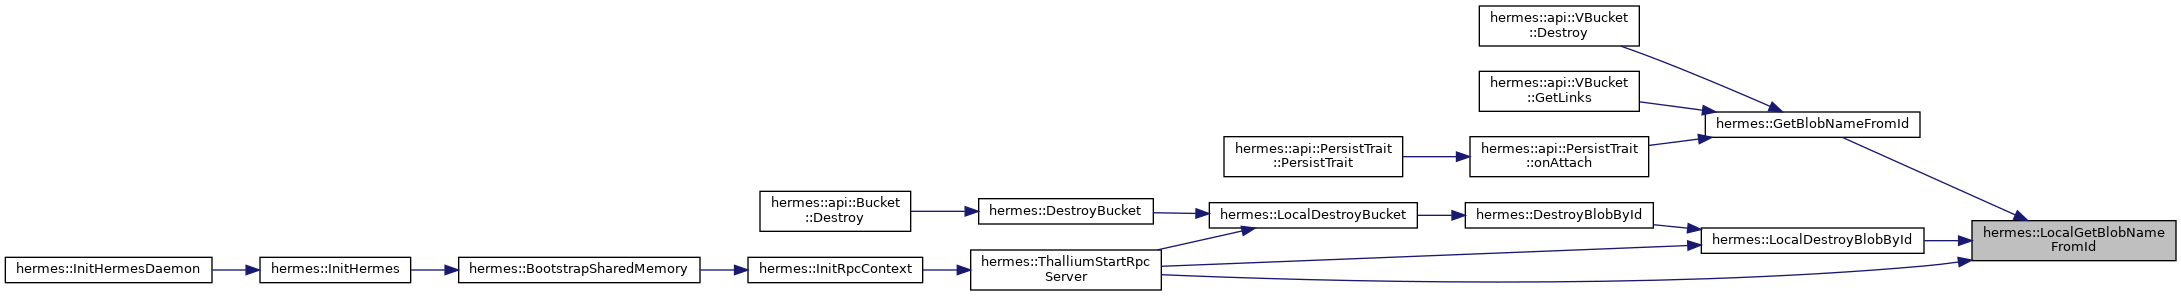 hermes::api::VBucket
::Destroy
hermes::api::VBucket
::GetLinks
hermes::GetBlobNameFromId
hermes::api::PersistTrait
::PersistTrait
hermes::api::PersistTrait
::onAttach
hermes::api::Bucket
::Destroy
hermes::DestroyBucket
hermes::LocalDestroyBucket
hermes::DestroyBlobById
hermes::LocalDestroyBlobById
hermes::LocalGetBlobName
FromId
hermes::InitHermesDaemon
hermes::InitHermes
hermes::BootstrapSharedMemory
hermes::InitRpcContext
hermes::ThalliumStartRpc
Server